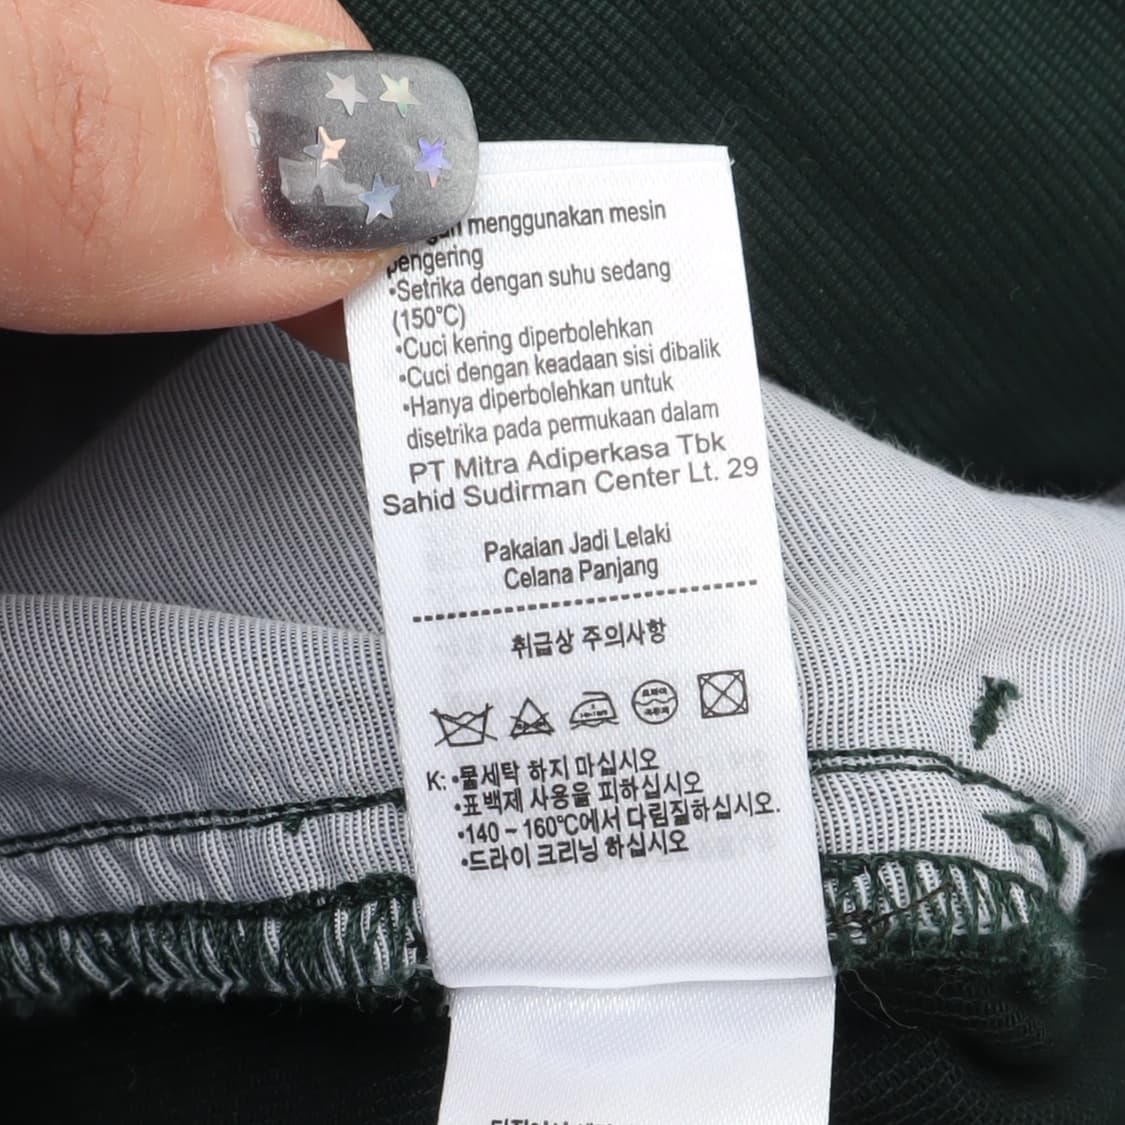 menggunakan mesin
pengering
•Setrika dengan suhu sedang
(150°C)
•Cuci kering diperbolehkan
•Cuci dengan keadaan sisi dibalik
•Hanya diperbolehkan untuk
disetrika pada permukaan dalam
PT Mitra Adiperkasa Tbk
Sahid Sudirman Center Lt. 29
Pakaian Jadi Lelaki
Celana Panjang
취급상 주의사항
K: •물세탁 하지 마십시오
•표백제 사용을 피하십시오
•140 ~ 160°C에서 다림질하십시오.
•드라이 크리닝 하십시오